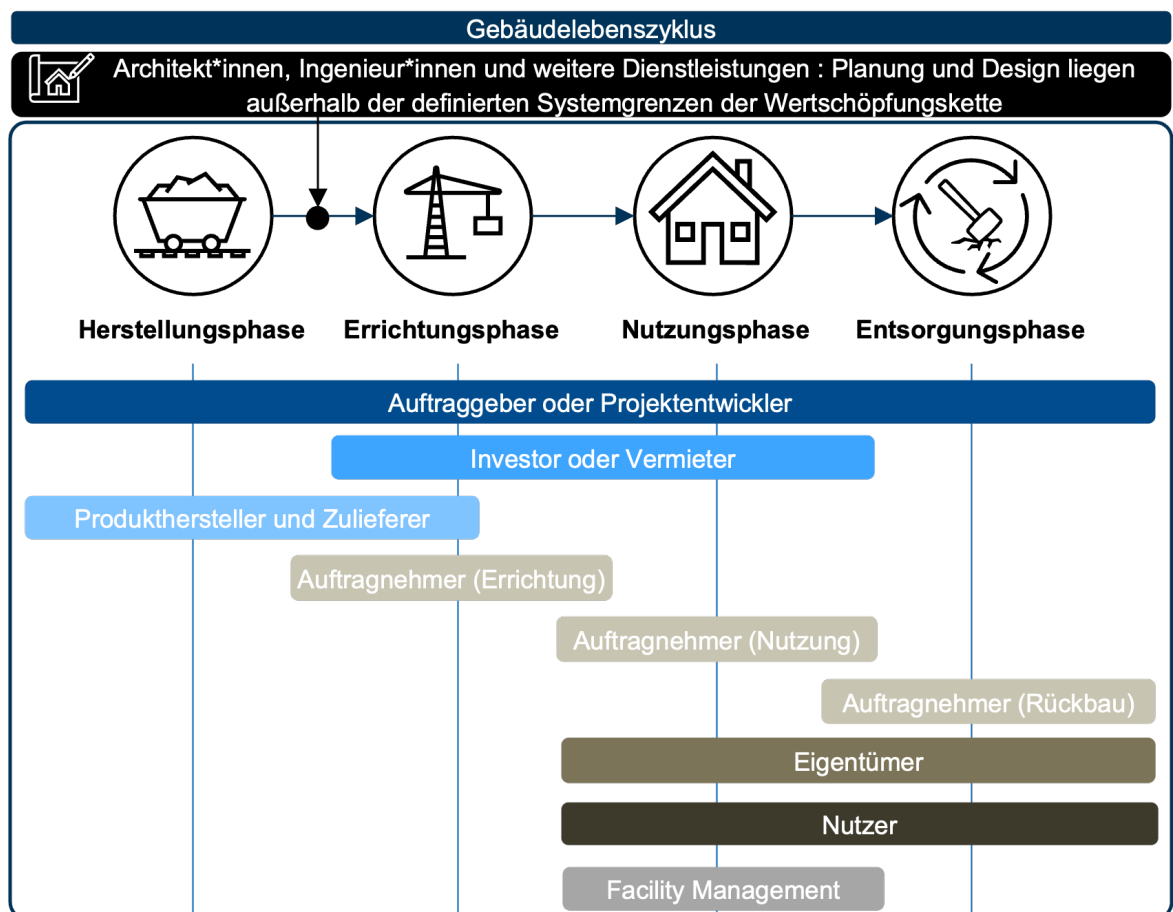 Gebäudelebenszyklus
Architekt*innen, Ingenieur*innen und weitere Dienstleistungen : Planung und Design liegen
außerhalb der definierten Systemgrenzen der Wertschöpfungskette
Herstellungsphase
Errichtungsphase
Nutzungsphase
Entsorgungsphase
Auftraggeber oder Projektentwickler
Investor oder Vermieter
Produkthersteller und Zulieferer
Auftragnehmer (Errichtung)
Auftragnehmer (Nutzung)
Auftragnehmer (Rückbau)
Eigentümer
Nutzer
Facility Management